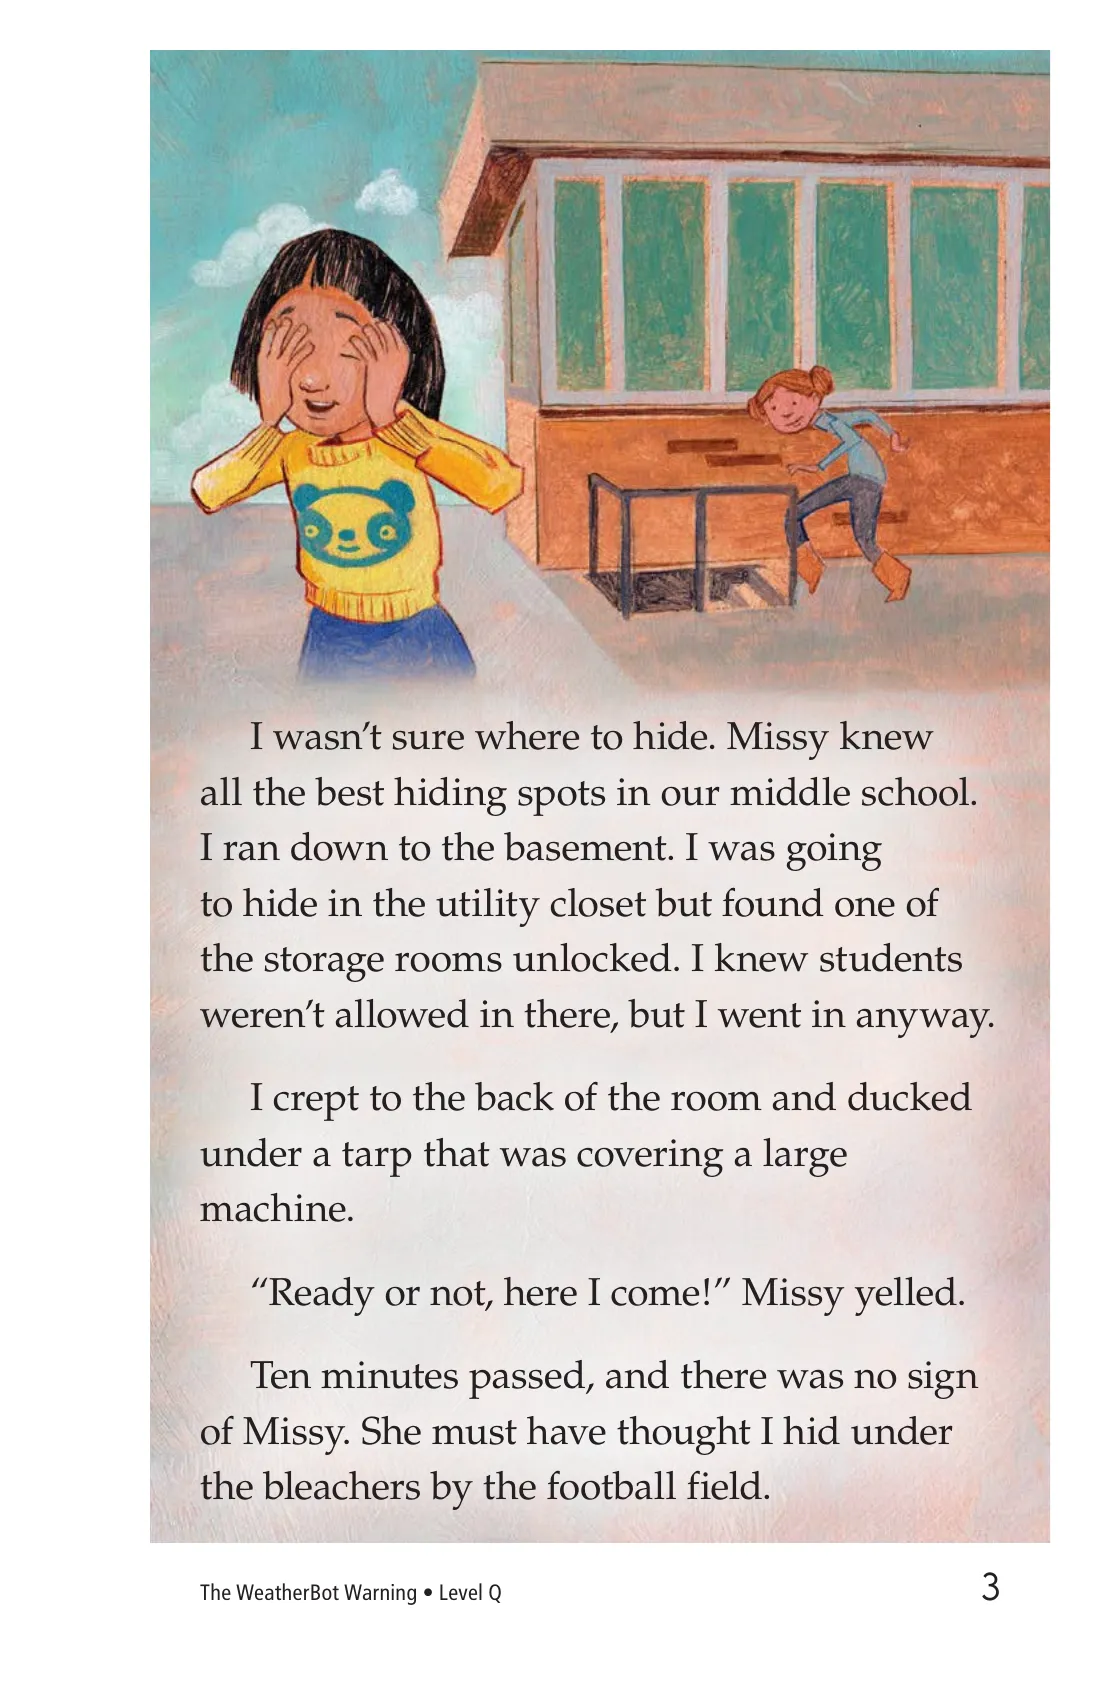 I wasn’t sure where to hide. Missy knew
all the best hiding spots in our middle school.
I ran down to the basement. I was going
to hide in the utility closet but found one of
the storage rooms unlocked. I knew students
weren’t allowed in there, but I went in anyway.
I crept to the back of the room and ducked
under a tarp that was covering a large
machine.
“Ready or not, here I come!” Missy yelled.
Ten minutes passed, and there was no sign
of Missy. She must have thought I hid under
the bleachers by the football field.
The WeatherBot Warning • Level Q
3